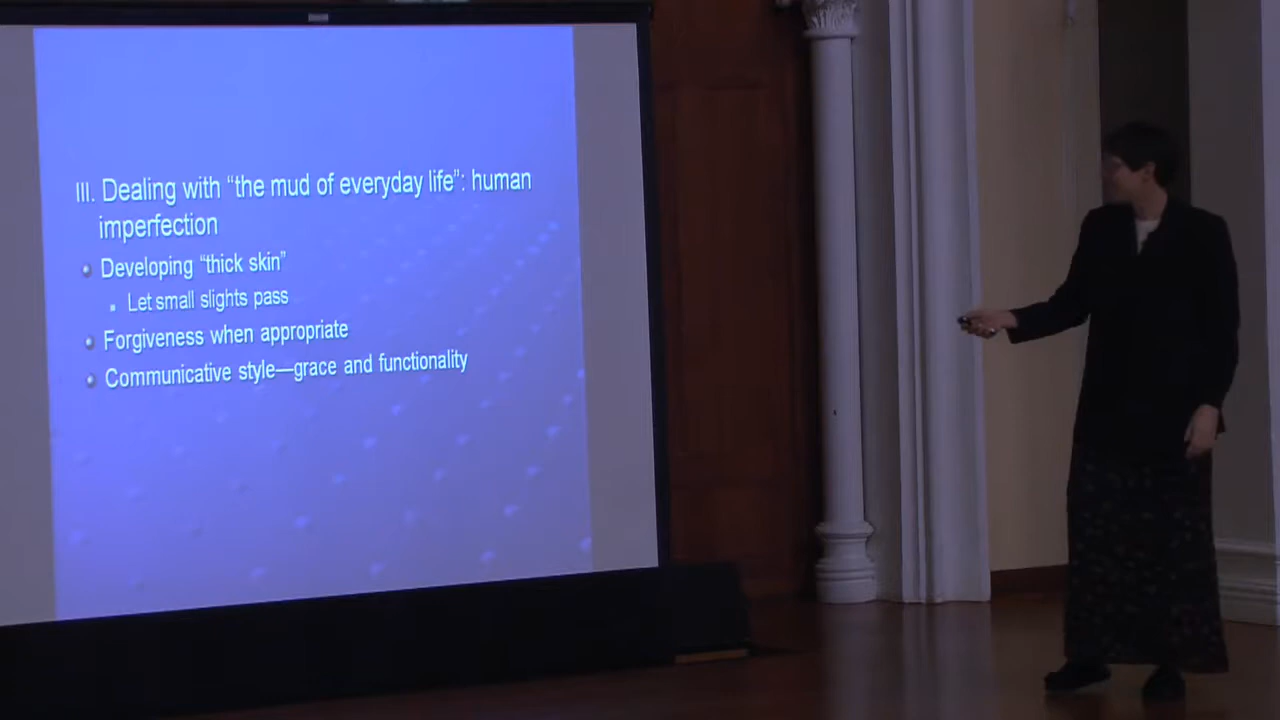 III. Dealing with “the mud of everyday life”: human
imperfection
Developing “thick skin”
Let small slights pass
Forgiveness when appropriate
Communicative style—grace and functionality